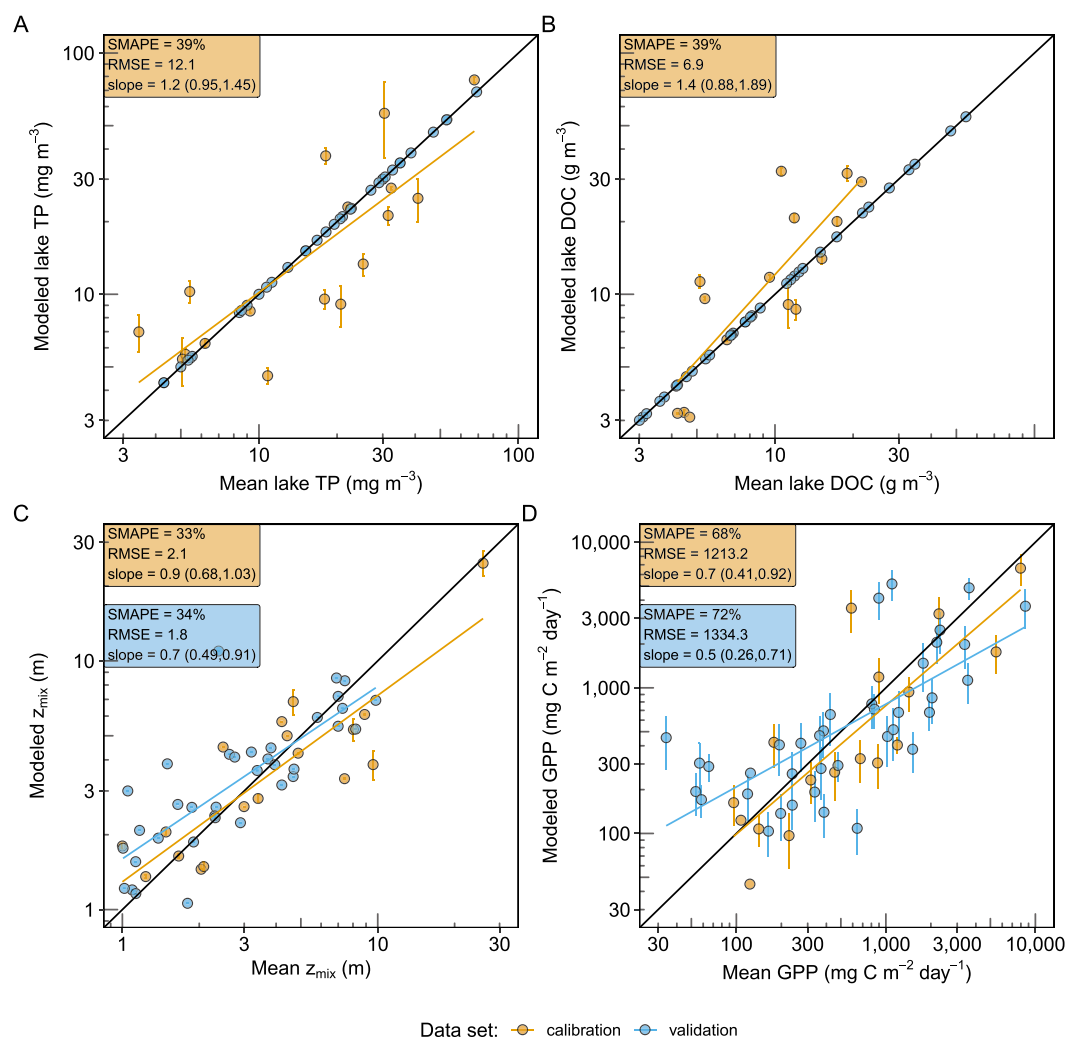 A
SMAPE = 39%
RMSE = 12.1
slope = 1.2 (0.95,1.45)
100
30
10
3
Modeled lake TP (mg m⁻³)
3
10
30
100
Mean lake TP (mg m⁻³)
B
SMAPE = 39%
RMSE = 6.9
slope = 1.4 (0.88,1.89)
30
10
3
Modeled lake DOC (g m⁻³)
3
10
30
Mean lake DOC (g m⁻³)
C
SMAPE = 33%
RMSE = 2.1
slope = 0.9 (0.68,1.03)
SMAPE = 34%
RMSE = 1.8
slope = 0.7 (0.49,0.91)
30
10
3
1
Modeled zmix (m)
1
3
10
30
Mean zmix (m)
D
SMAPE = 68%
RMSE = 1213.2
slope = 0.7 (0.41,0.92)
SMAPE = 72%
RMSE = 1334.3
slope = 0.5 (0.26,0.71)
10,000
3,000
1,000
300
100
30
Modeled GPP (mg C m⁻² day⁻¹)
30
100
300
1,000
3,000
10,000
Mean GPP (mg C m⁻² day⁻¹)
Data set: calibration validation